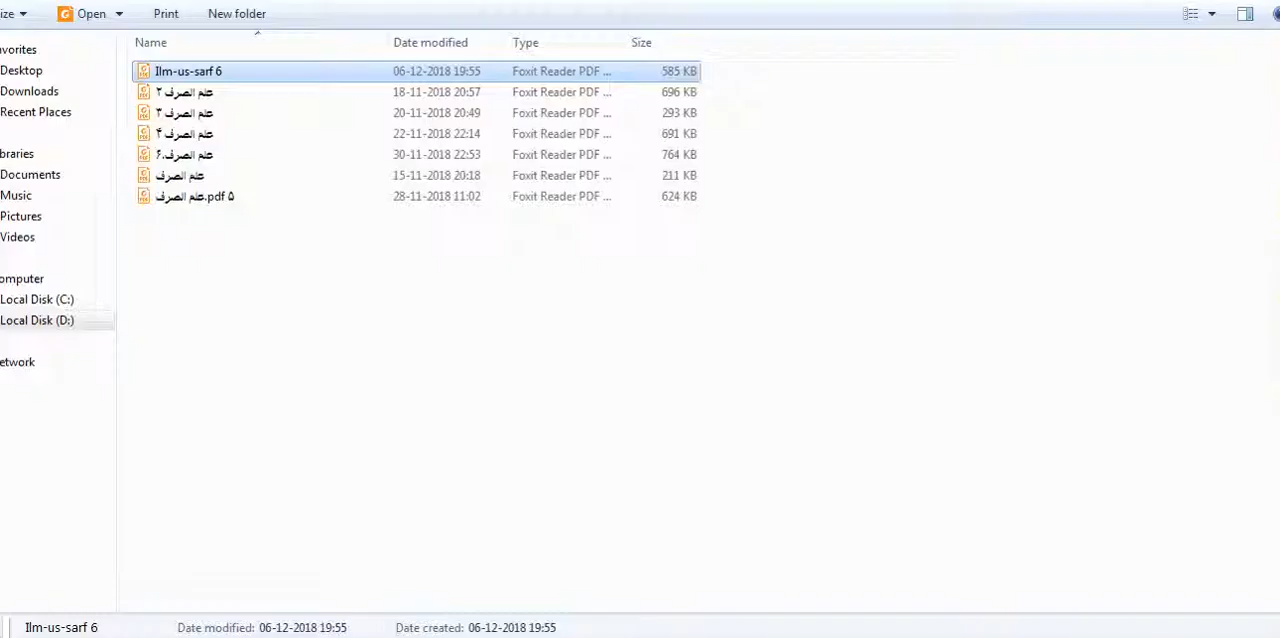 ize Open Print New folder
Name Date modified Type Size
avorites
Desktop
Downloads
Recent Places
braries
Documents
Music
Pictures
Videos
omputer
Local Disk (C:)
Local Disk (D:)
etwork
Ilm-us-sarf 6 06-12-2018 19:55 Foxit Reader PDF ... 585 KB
علم الصرف ۲ 18-11-2018 20:57 Foxit Reader PDF ... 696 KB
علم الصرف ۳ 20-11-2018 20:49 Foxit Reader PDF ... 293 KB
علم الصرف ۴ 22-11-2018 22:14 Foxit Reader PDF ... 691 KB
علم الصرف.۶ 30-11-2018 22:53 Foxit Reader PDF ... 764 KB
علم الصرف 15-11-2018 20:18 Foxit Reader PDF ... 211 KB
علم الصرف.pdf ۵ 28-11-2018 11:02 Foxit Reader PDF ... 624 KB
Ilm-us-sarf 6 Date modified: 06-12-2018 19:55 Date created: 06-12-2018 19:55